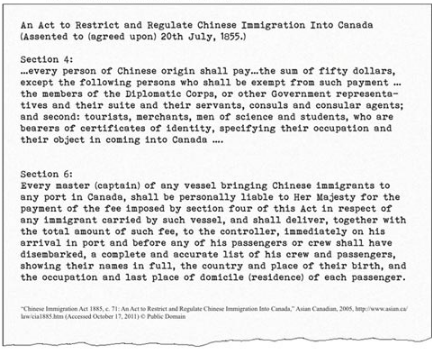 An Act to Restrict and Regulate Chinese Immigration Into Canada
(Assented to (agreed upon) 20th July, 1855.)
Section 4:
…every person of Chinese origin shall pay…the sum of fifty dollars,
except the following persons who shall be exempt from such payment …
the members of the Diplomatic Corps, or other Government representa-
tives and their suite and their servants, consuls and consular agents;
and second: tourists, merchants, men of science and students, who are
bearers of certificates of identity, specifying their occupation and
their object in coming into Canada ….
Section 6:
Every master (captain) of any vessel bringing Chinese immigrants to
any port in Canada, shall be personally liable to Her Majesty for the
payment of the fee imposed by section four of this Act in respect of
any immigrant carried by such vessel, and shall deliver, together with
the total amount of such fee, to the controller, immediately on his
arrival in port and before any of his passengers or crew shall have
disembarked, a complete and accurate list of his crew and passengers,
showing their names in full, the country and place of their birth, and
the occupation and last place of domicile (residence) of each passenger.
"Chinese Immigration Act 1885, c. 71: An Act to Restrict and Regulate Chinese Immigration Into Canada," Asian Canadian, 2005, http://www.asian.ca/
law/cia1885.htm (Accessed October 17, 2011) © Public Domain